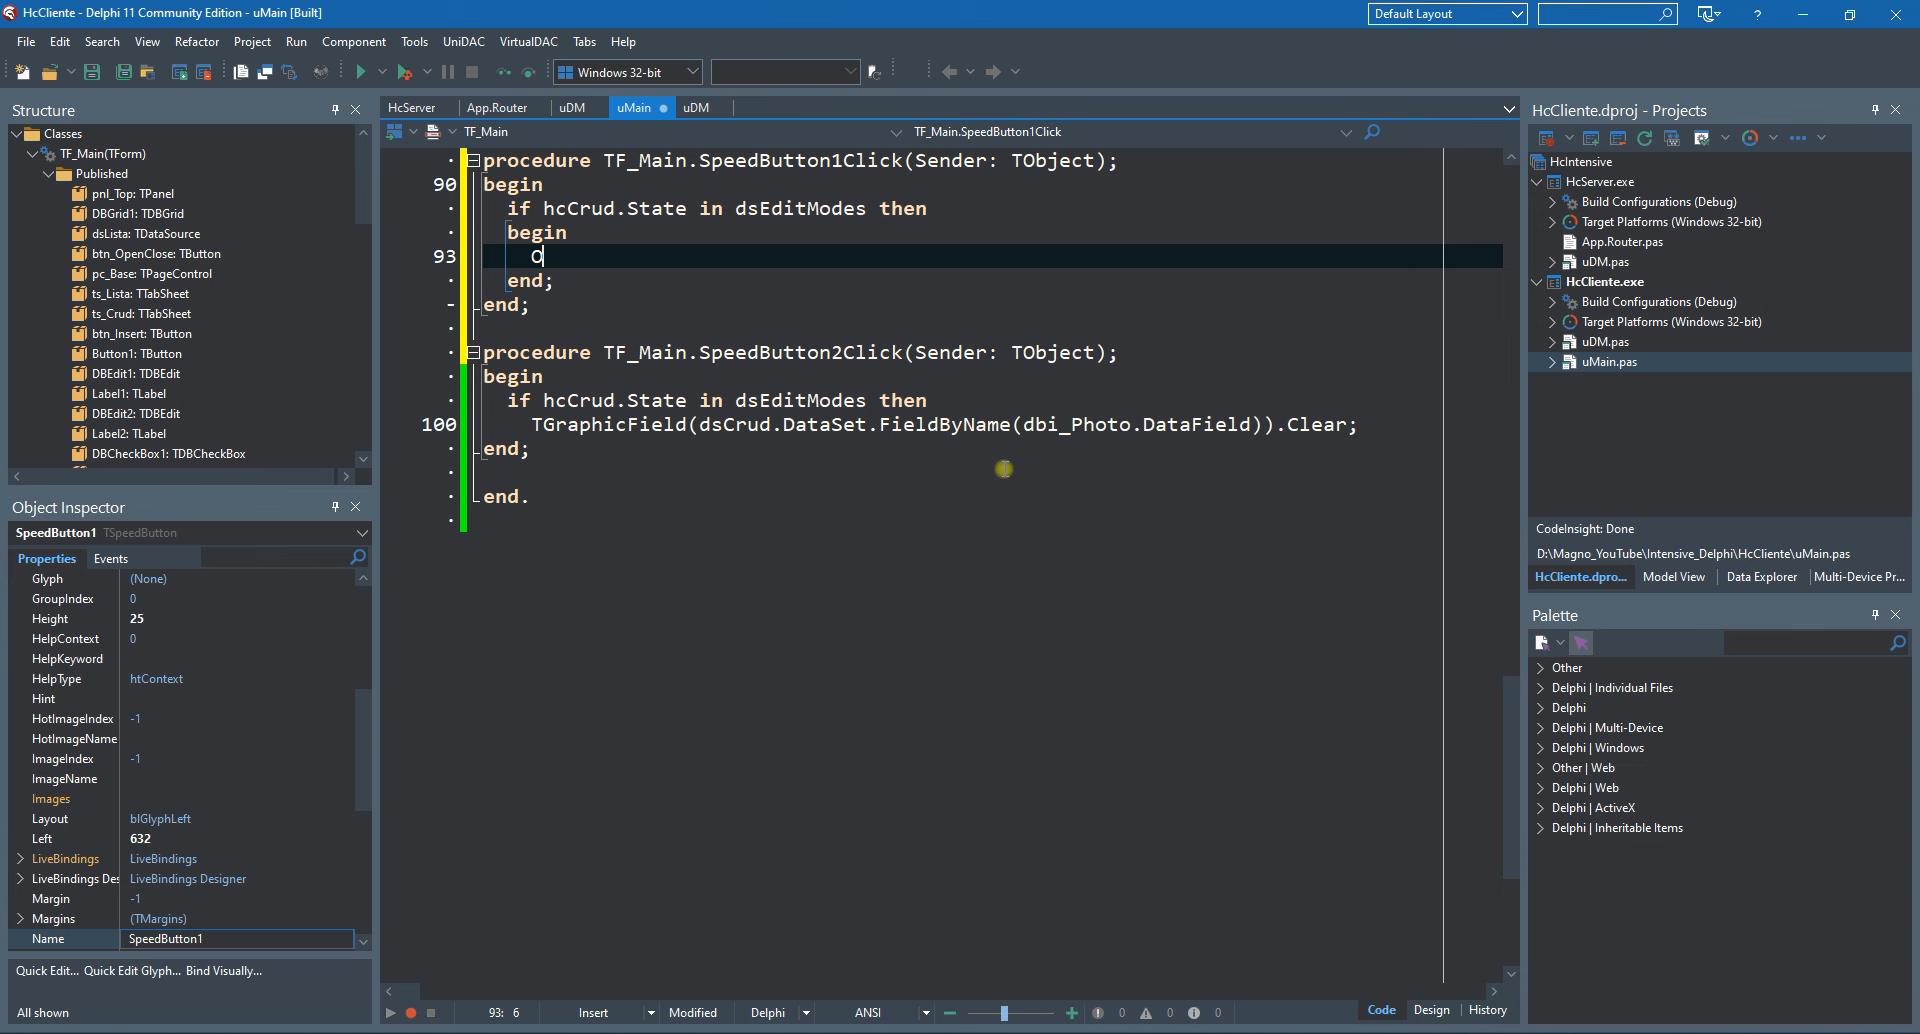 HcCliente - Delphi 11 Community Edition - uMain [Built]
Default Layout
File Edit Search View Refactor Project Run Component Tools UniDAC VirtualDAC Tabs Help
Windows 32-bit
Structure
Classes
TF_Main(TForm)
Published
pnl_Top: TPanel
DBGrid1: TDBGrid
dsLista: TDataSource
btn_OpenClose: TButton
pc_Base: TPageControl
ts_Lista: TTabSheet
ts_Crud: TTabSheet
btn_Insert: TButton
Button1: TButton
DBEdit1: TDBEdit
Label1: TLabel
DBEdit2: TDBEdit
Label2: TLabel
DBCheckBox1: TDBCheckBox
Object Inspector
SpeedButton1 TSpeedButton
Properties Events
Glyph (None)
GroupIndex 0
Height 25
HelpContext 0
HelpKeyword
HelpType htContext
Hint
HotImageIndex -1
HotImageName
ImageIndex -1
ImageName
Images
Layout blGlyphLeft
Left 632
LiveBindings LiveBindings
LiveBindings Des LiveBindings Designer
Margin -1
Margins (TMargins)
Name SpeedButton1
Quick Edit... Quick Edit Glyph... Bind Visually...
All shown
HcServer App.Router uDM uMain uDM
TF_Main TF_Main.SpeedButton1Click
procedure TF_Main.SpeedButton1Click(Sender: TObject);
90 begin
if hcCrud.State in dsEditModes then
begin
93 O
end;
end;
procedure TF_Main.SpeedButton2Click(Sender: TObject);
begin
if hcCrud.State in dsEditModes then
100 TGraphicField(dsCrud.DataSet.FieldByName(dbi_Photo.DataField)).Clear;
end;
end.
93: 6 Insert Modified Delphi ANSI 0 0 0 Code Design History
HcCliente.dproj - Projects
HcIntensive
HcServer.exe
Build Configurations (Debug)
Target Platforms (Windows 32-bit)
App.Router.pas
uDM.pas
HcCliente.exe
Build Configurations (Debug)
Target Platforms (Windows 32-bit)
uDM.pas
uMain.pas
CodeInsight: Done
D:\Magno_YouTube\Intensive_Delphi\HcCliente\uMain.pas
HcCliente.dpro... Model View Data Explorer Multi-Device Pr...
Palette
Other
Delphi | Individual Files
Delphi
Delphi | Multi-Device
Delphi | Windows
Other | Web
Delphi | Web
Delphi | ActiveX
Delphi | Inheritable Items